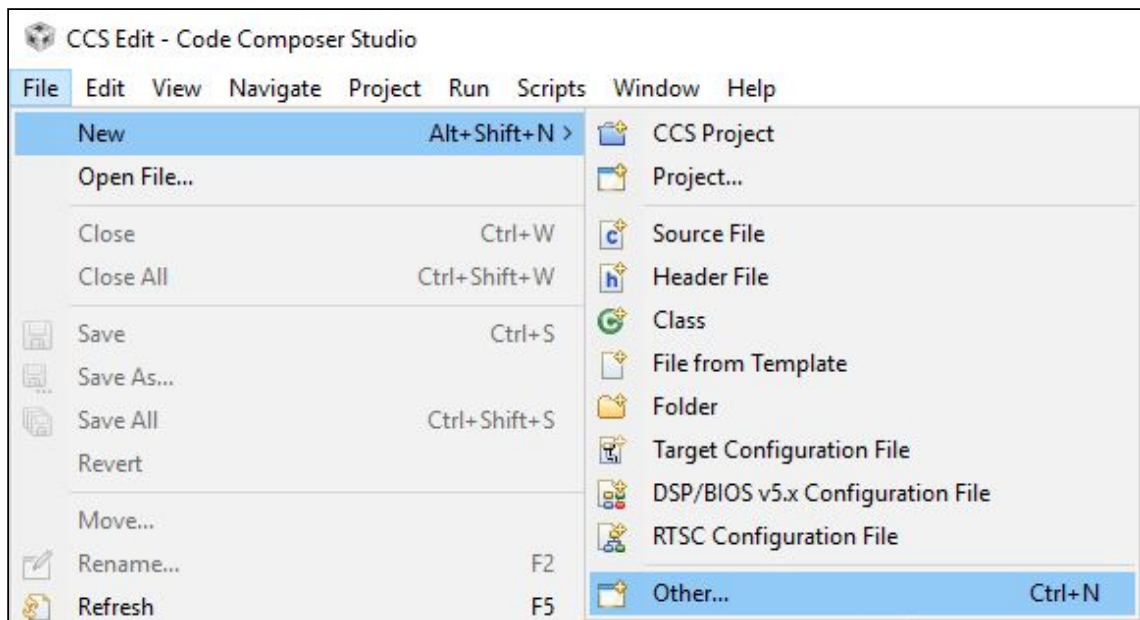 CCS Edit - Code Composer Studio
File Edit View Navigate Project Run Scripts Window Help
New Alt+Shift+N >
Open File...
Close Ctrl+W
Close All Ctrl+Shift+W
Save Ctrl+S
Save As...
Save All Ctrl+Shift+S
Revert
Move...
Rename... F2
Refresh F5
CCS Project
Project...
Source File
Header File
Class
File from Template
Folder
Target Configuration File
DSP/BIOS v5.x Configuration File
RTSC Configuration File
Other... Ctrl+N